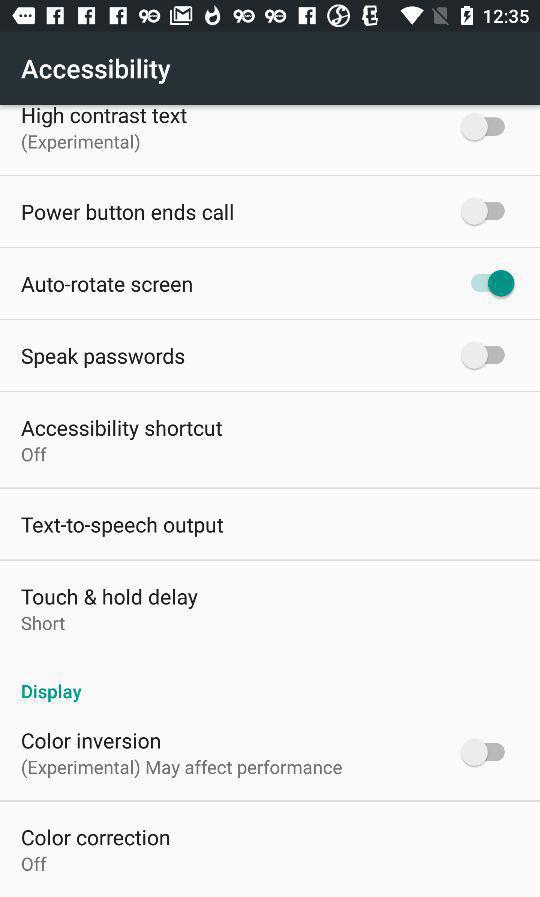 12:35
Accessibility
High contrast text
(Experimental)
Power button ends call
Auto-rotate screen
Speak passwords
Accessibility shortcut
Off
Text-to-speech output
Touch & hold delay
Short
Display
Color inversion
(Experimental) May affect performance
Color correction
Off